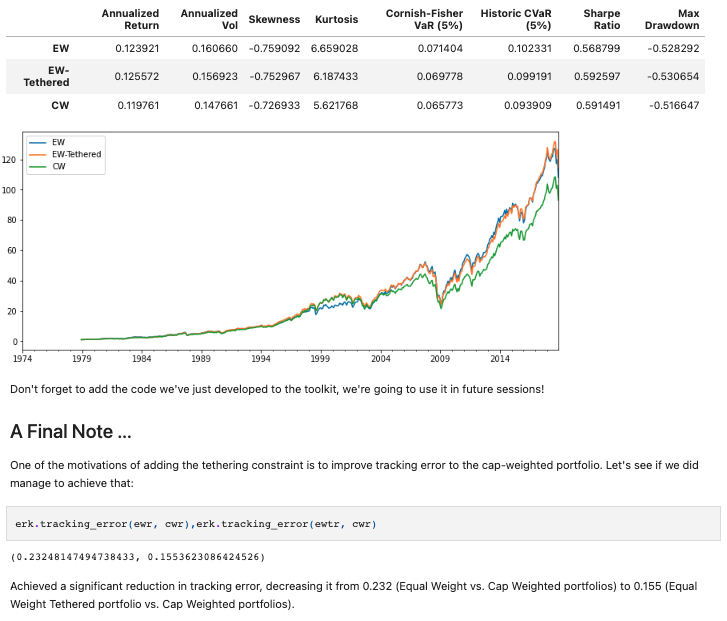 Annualized Return Annualized Vol Skewness Kurtosis Cornish-Fisher VaR (5%) Historic CVaR (5%) Sharpe Ratio Max Drawdown
EW 0.123921 0.160660 -0.759092 6.659028 0.071404 0.102331 0.568799 -0.528292
EW-Tethered 0.125572 0.156923 -0.752967 6.187433 0.069778 0.099191 0.592597 -0.530654
CW 0.119761 0.147661 -0.726933 5.621768 0.065773 0.093909 0.591491 -0.516647
EW
EW-Tethered
CW
120
100
80
60
40
20
0
1974 1979 1984 1989 1994 1999 2004 2009 2014
Don't forget to add the code we've just developed to the toolkit, we're going to use it in future sessions!
A Final Note ...
One of the motivations of adding the tethering constraint is to improve tracking error to the cap-weighted portfolio. Let's see if we did
manage to achieve that:
erk.tracking_error(ewr, cwr),erk.tracking_error(ewtr, cwr)
(0.23248147494738433, 0.1553623086424526)
Achieved a significant reduction in tracking error, decreasing it from 0.232 (Equal Weight vs. Cap Weighted portfolios) to 0.155 (Equal
Weight Tethered portfolio vs. Cap Weighted portfolios).